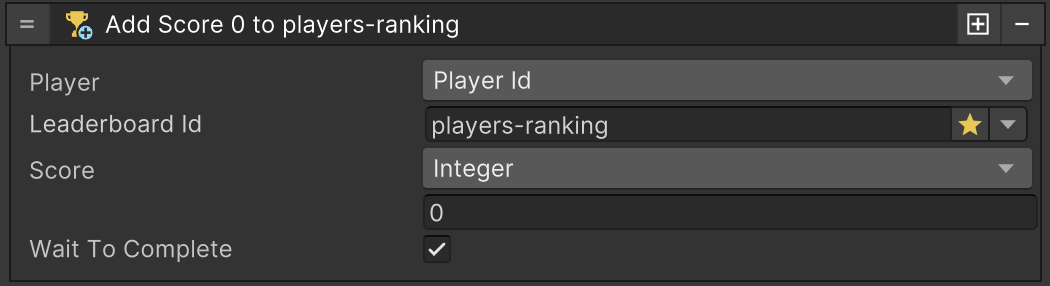 Add Score 0 to players-ranking
Player Player Id
Leaderboard Id players-ranking
Score Integer
0
Wait To Complete